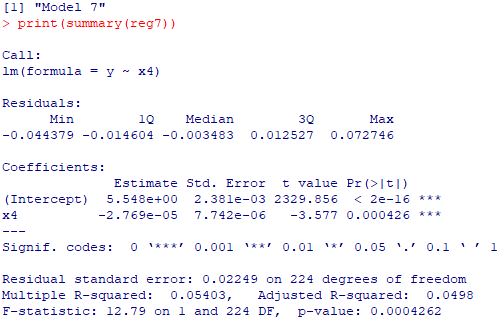 [1] "Model 7"
> print(summary(reg7))
Call:
lm(formula = y ~ x4)
Residuals:
Min 1Q Median 3Q Max
-0.044379 -0.014604 -0.003483 0.012527 0.072746
Coefficients:
Estimate Std. Error t value Pr(>|t|)
(Intercept) 5.548e+00 2.381e-03 2329.856 < 2e-16 ***
x4 -2.769e-05 7.742e-06 -3.577 0.000426 ***
---
Signif. codes: 0 ‘***’ 0.001 ‘**’ 0.01 ‘*’ 0.05 ‘.’ 0.1 ‘ ’ 1
Residual standard error: 0.02249 on 224 degrees of freedom
Multiple R-squared: 0.05403, Adjusted R-squared: 0.0498
F-statistic: 12.79 on 1 and 224 DF, p-value: 0.0004262